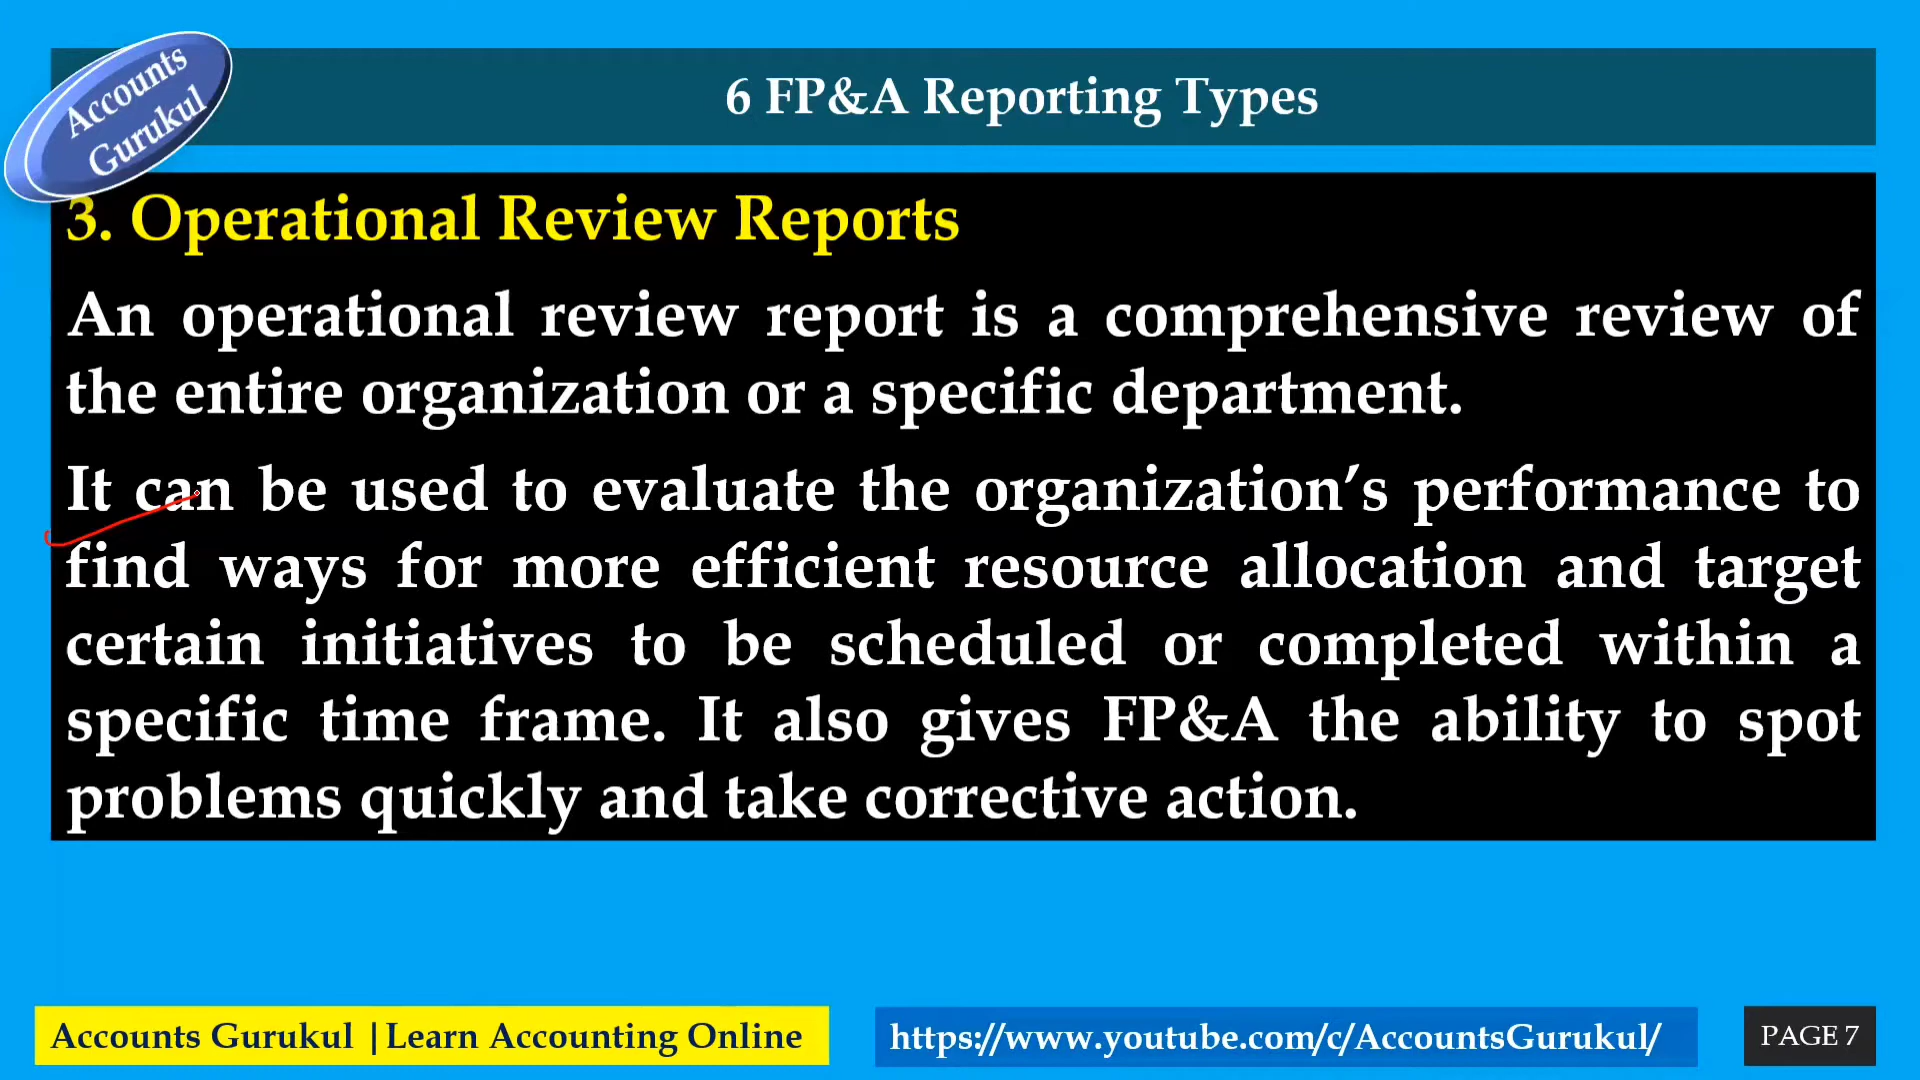 Accounts
Gurukul
6 FP&A Reporting Types
3. Operational Review Reports
An operational review report is a comprehensive review of
the entire organization or a specific department.
It can be used to evaluate the organization’s performance to
find ways for more efficient resource allocation and target
certain initiatives to be scheduled or completed within a
specific time frame. It also gives FP&A the ability to spot
problems quickly and take corrective action.
Accounts Gurukul | Learn Accounting Online
https://www.youtube.com/c/AccountsGurukul/
PAGE 7